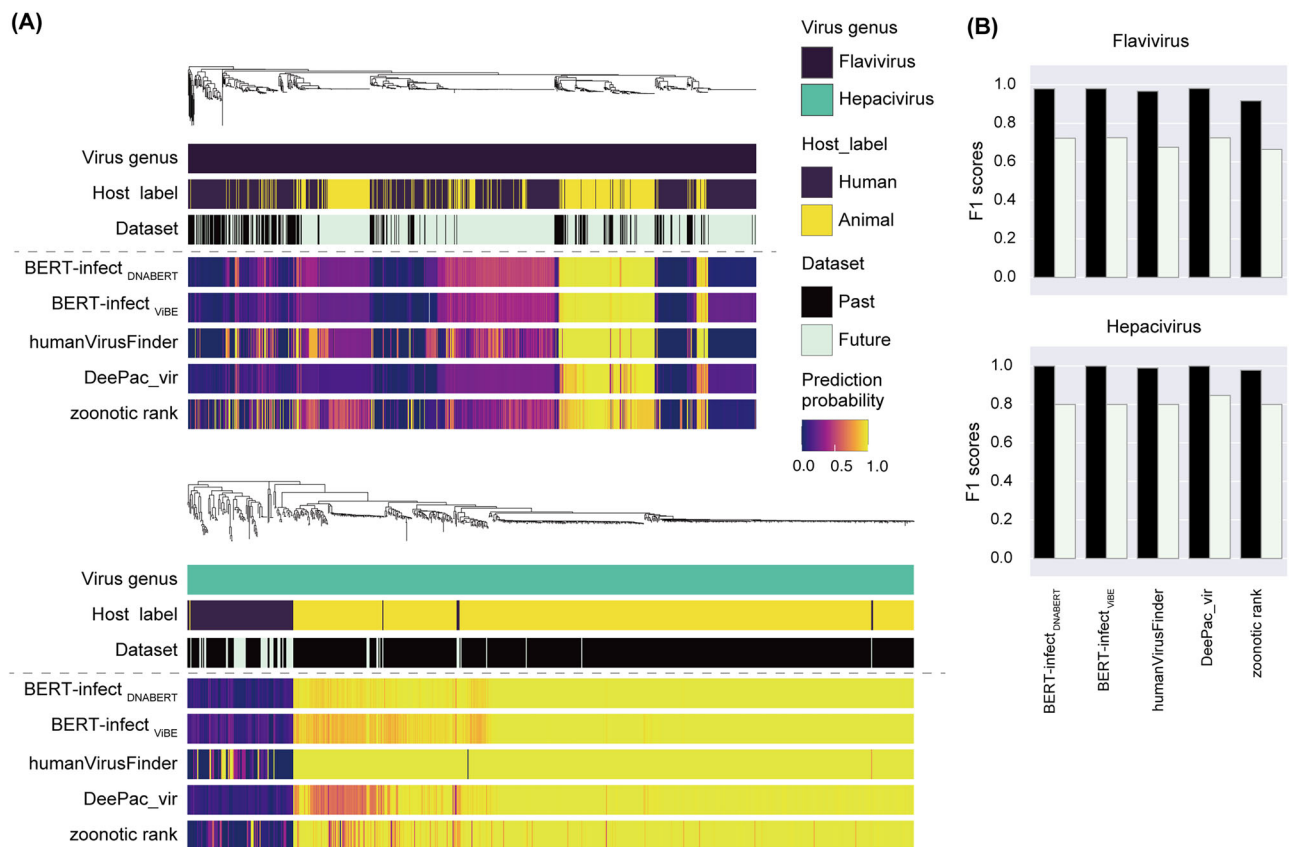 (A)
Virus genus
Host label
Dataset
BERT-infect DNABERT
BERT-infect ViBE
humanVirusFinder
DeePac_vir
zoonotic rank
Virus genus
Flavivirus
Hepacivirus
Host_label
Human
Animal
Dataset
Past
Future
Prediction
probability
0.0 0.5 1.0
Virus genus
Host label
Dataset
BERT-infect DNABERT
BERT-infect ViBE
humanVirusFinder
DeePac_vir
zoonotic rank
(B)
Flavivirus
F1 scores
1.0
0.8
0.6
0.4
0.2
0.0
Hepacivirus
F1 scores
1.0
0.8
0.6
0.4
0.2
0.0
BERT-infect DNABERT
BERT-infect ViBE
humanVirusFinder
DeePac_vir
zoonotic rank